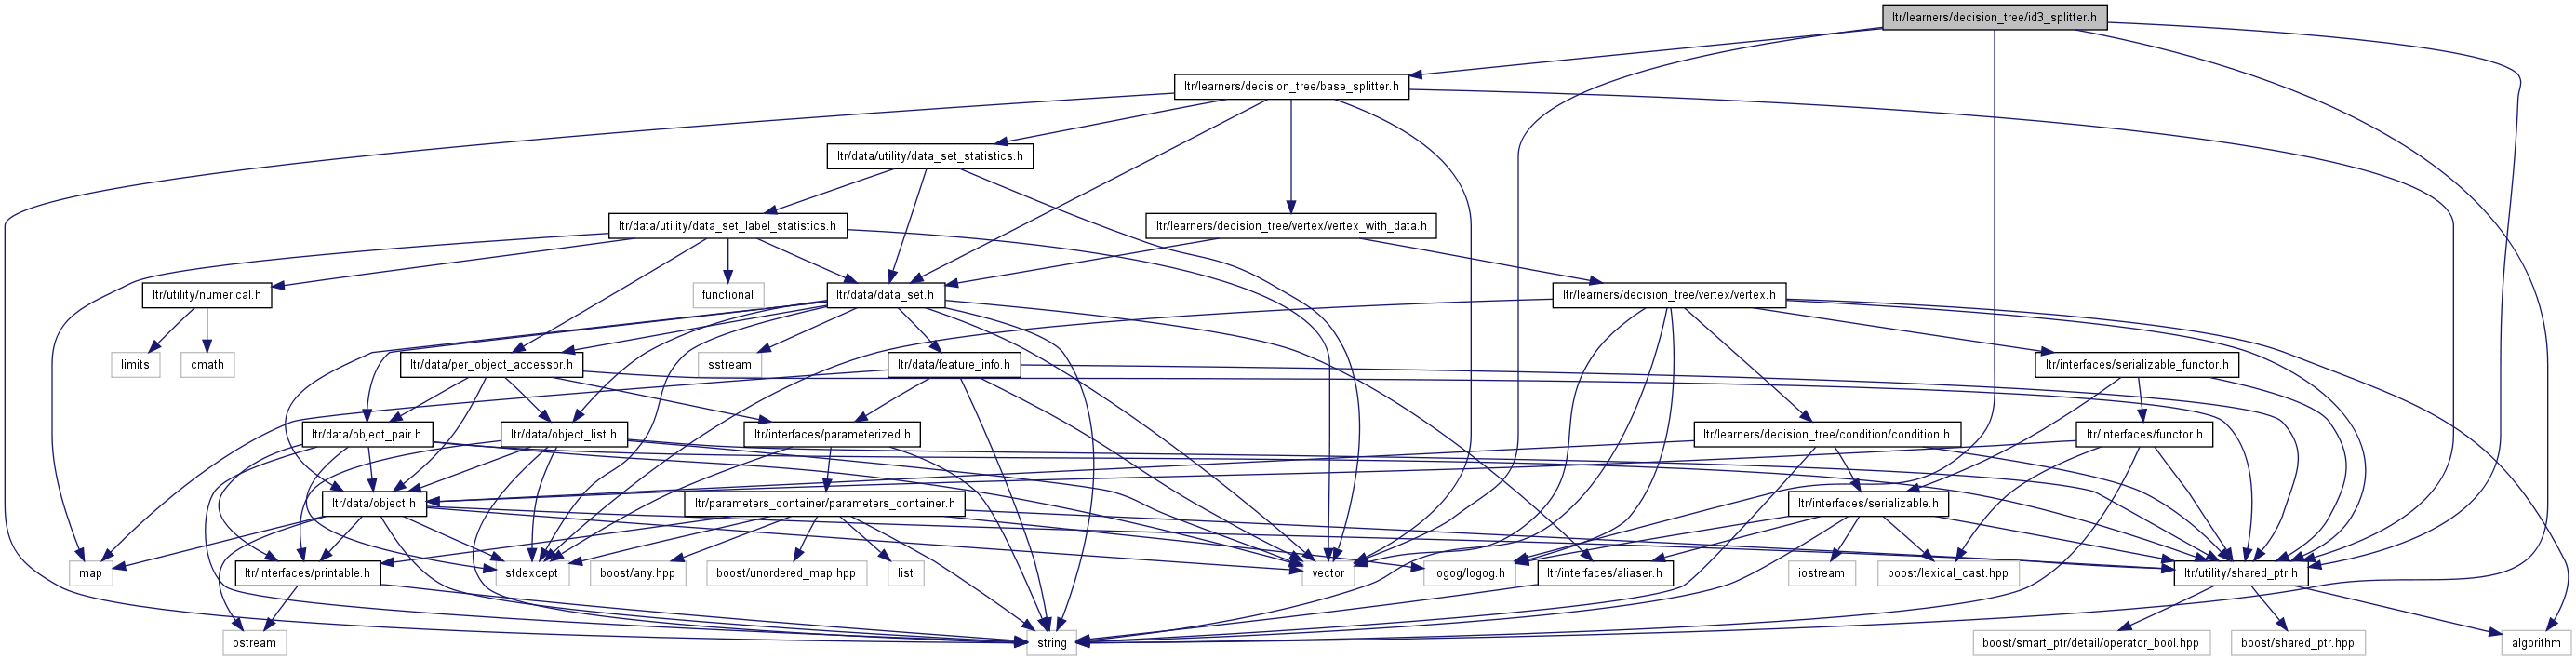 ltr/learners/decision_tree/id3_splitter.h
ltr/learners/decision_tree/base_splitter.h
ltr/data/utility/data_set_statistics.h
ltr/data/utility/data_set_label_statistics.h
ltr/learners/decision_tree/vertex/vertex_with_data.h
ltr/utility/numerical.h
functional
ltr/data/data_set.h
ltr/learners/decision_tree/vertex/vertex.h
limits
cmath
ltr/data/per_object_accessor.h
sstream
ltr/data/feature_info.h
ltr/interfaces/serializable_functor.h
ltr/data/object_pair.h
ltr/data/object_list.h
ltr/interfaces/parameterized.h
ltr/learners/decision_tree/condition/condition.h
ltr/interfaces/functor.h
ltr/data/object.h
ltr/parameters_container/parameters_container.h
ltr/interfaces/serializable.h
map
ltr/interfaces/printable.h
stdexcept
boost/any.hpp
boost/unordered_map.hpp
list
vector
logog/logog.h
ltr/interfaces/aliaser.h
iostream
boost/lexical_cast.hpp
ltr/utility/shared_ptr.h
ostream
string
boost/smart_ptr/detail/operator_bool.hpp
boost/shared_ptr.hpp
algorithm